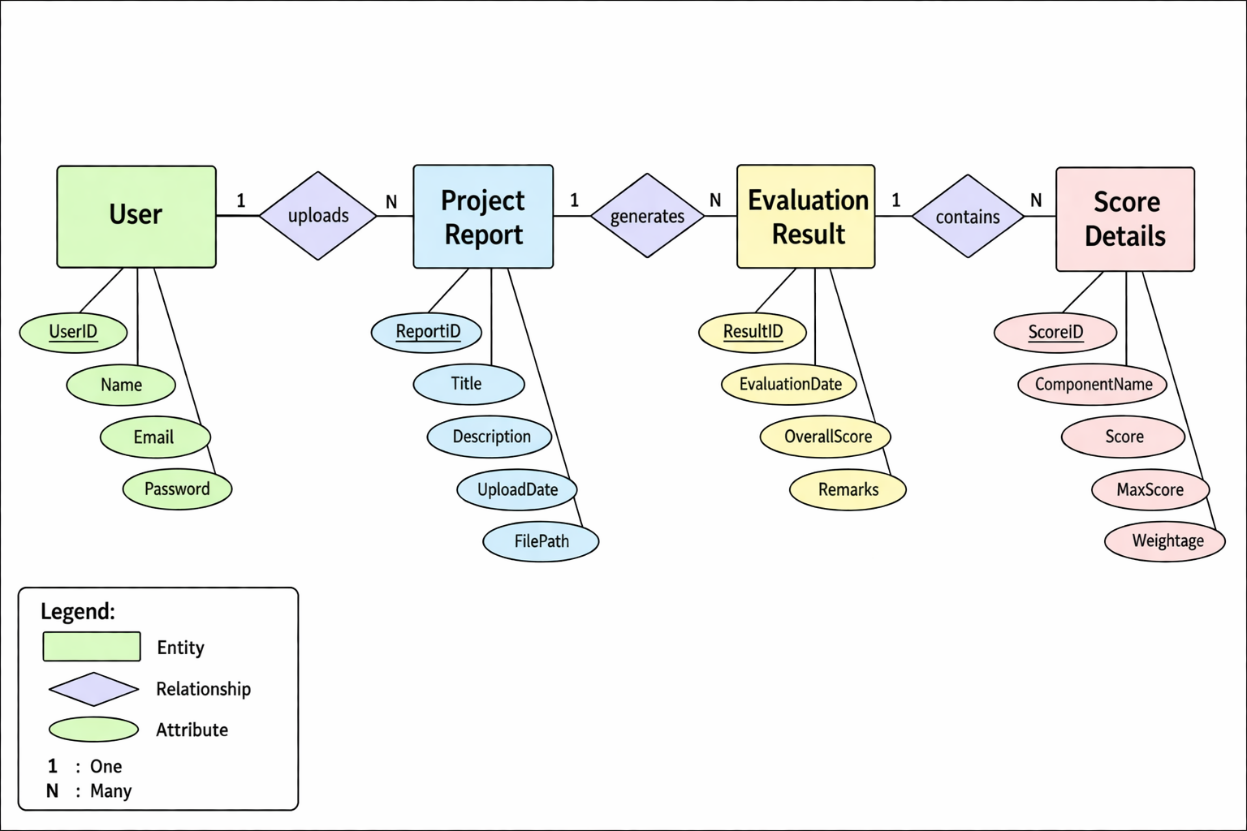 User
1
uploads
N
Project
Report
1
generates
N
Evaluation
Result
1
contains
N
Score
Details
UserID
Name
Email
Password
ReportiD
Title
Description
UploadDate
FilePath
ResultID
EvaluationDate
OverallScore
Remarks
ScoreiD
ComponentName
Score
MaxScore
Weightage
Legend:
Entity
Relationship
Attribute
1 : One
N : Many